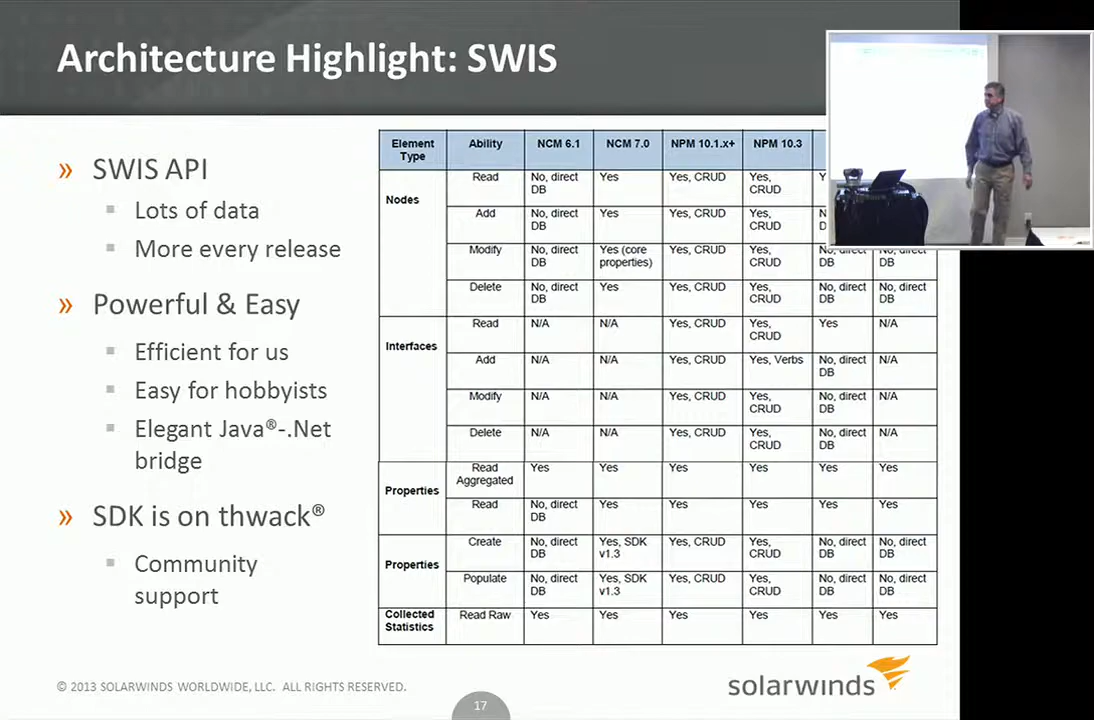 Architecture Highlight: SWIS
» SWIS API
Lots of data
More every release
» Powerful & Easy
Efficient for us
Easy for hobbyists
Elegant Java®-.Net
bridge
» SDK is on thwack®
Community
support
Element Type | Ability | NCM 6.1 | NCM 7.0 | NPM 10.1.x+ | NPM 10.3
Nodes | Read | No, direct DB | Yes | Yes, CRUD | Yes, CRUD
Add | No, direct DB | Yes | Yes, CRUD | Yes, CRUD
Modify | No, direct DB | Yes (core properties) | Yes, CRUD | Yes, CRUD | No, direct DB | No, direct DB
Delete | No, direct DB | Yes | Yes, CRUD | Yes, CRUD | No, direct DB | No, direct DB
Interfaces | Read | N/A | N/A | Yes, CRUD | Yes, CRUD | Yes | N/A
Add | N/A | N/A | Yes, CRUD | Yes, Verbs | No, direct DB | N/A
Modify | N/A | N/A | Yes, CRUD | Yes, CRUD | No, direct DB | N/A
Delete | N/A | N/A | Yes, CRUD | Yes, CRUD | No, direct DB | N/A
Properties | Read Aggregated | Yes | Yes | Yes | Yes | Yes | Yes
Read | No, direct DB | Yes | Yes | Yes | Yes | Yes
Properties | Create | No, direct DB | Yes, SDK v1.3 | Yes, CRUD | Yes, CRUD | No, direct DB | No, direct DB
Populate | No, direct DB | Yes, SDK v1.3 | Yes, CRUD | Yes, CRUD | No, direct DB | No, direct DB
Collected Statistics | Read Raw | Yes | Yes | Yes | Yes | Yes | Yes
© 2013 SOLARWINDS WORLDWIDE, LLC. ALL RIGHTS RESERVED.
17
solarwinds